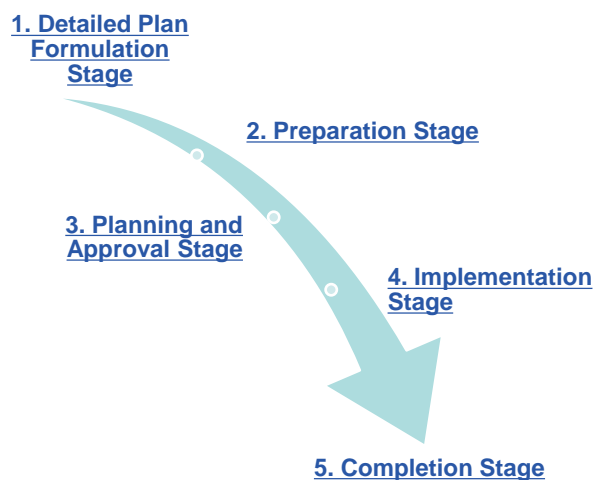 1. Detailed Plan
Formulation
Stage
2. Preparation Stage
3. Planning and
Approval Stage
4. Implementation
Stage
5. Completion Stage